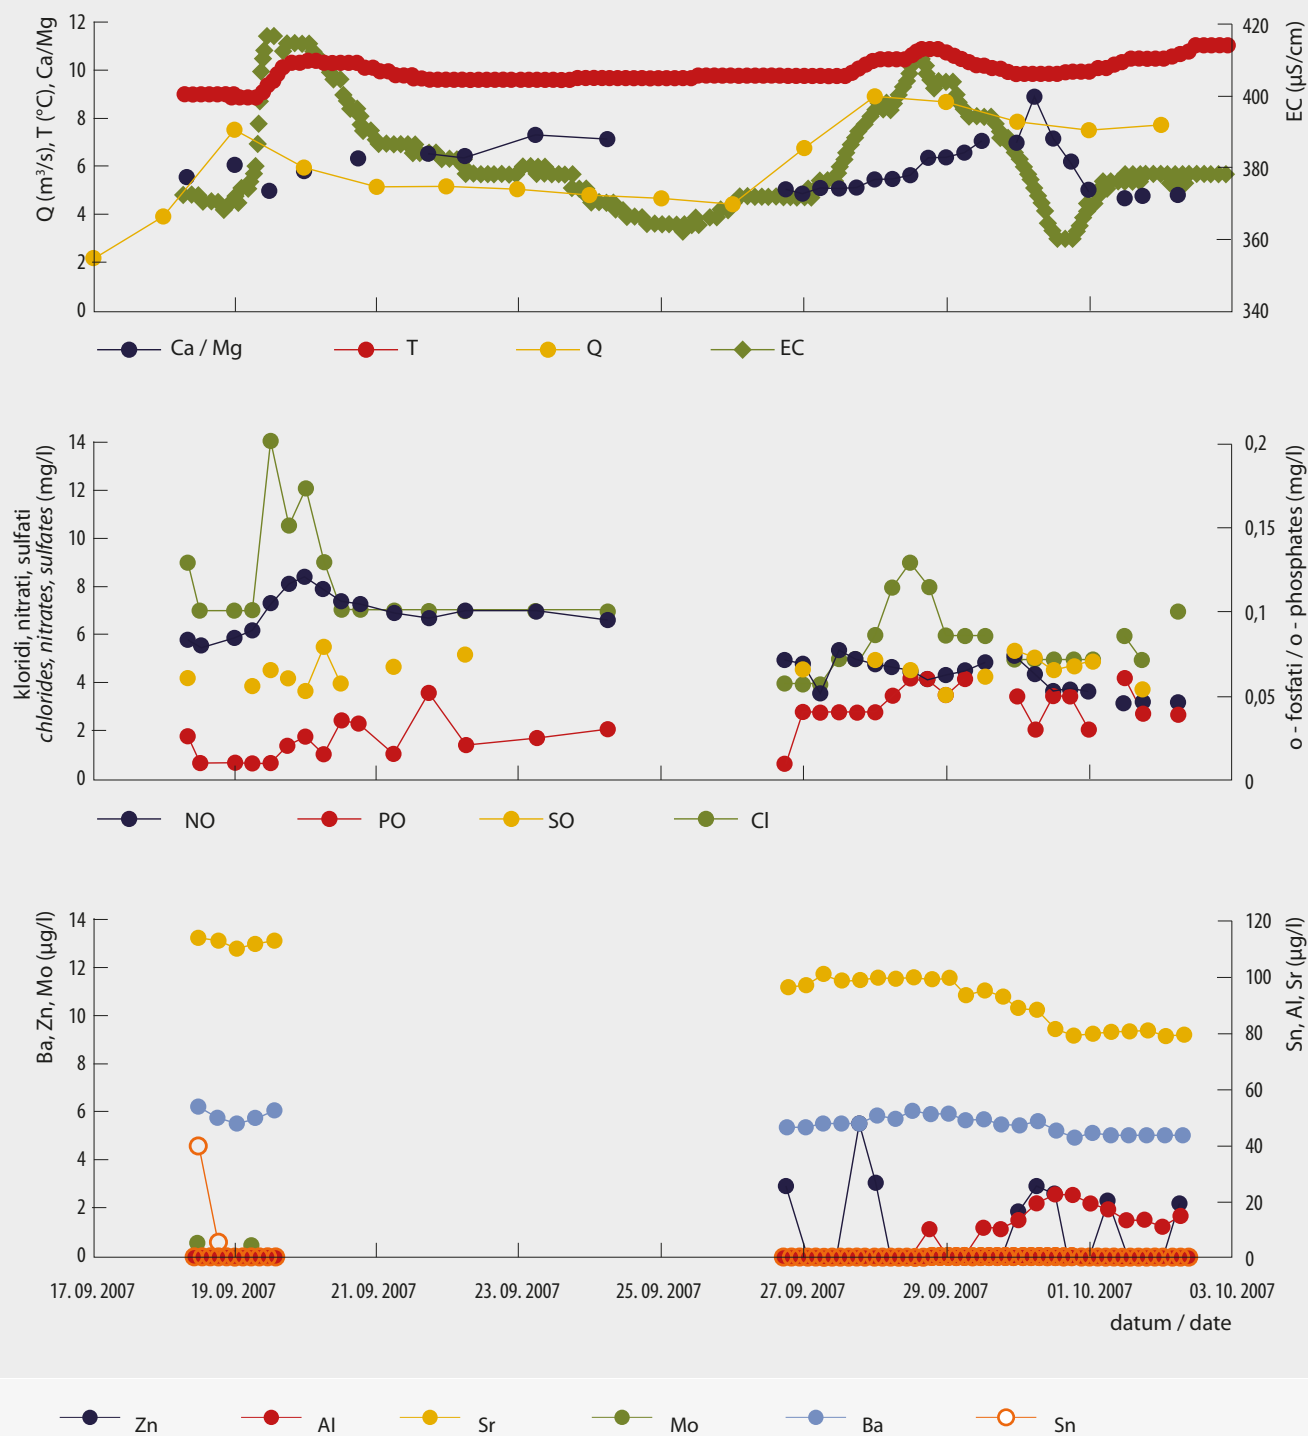 Q (m³/s), T (°C), Ca/Mg
12
10
8
6
4
2
0
EC (µS/cm)
420
400
380
360
340
Ca / Mg
T
Q
EC
kloridi, nitrati, sulfati
chlorides, nitrates, sulfates (mg/l)
14
12
10
8
6
4
2
0
o - fosfati / o - phosphates (mg/l)
0,2
0,15
0,1
0,05
0
NO
PO
SO
Cl
Ba, Zn, Mo (µg/l)
14
12
10
8
6
4
2
0
Sn, Al, Sr (µg/l)
120
100
80
60
40
20
0
17. 09. 2007
19. 09. 2007
21. 09. 2007
23. 09. 2007
25. 09. 2007
27. 09. 2007
29. 09. 2007
01. 10. 2007
03. 10. 2007
datum / date
Zn
Al
Sr
Mo
Ba
Sn